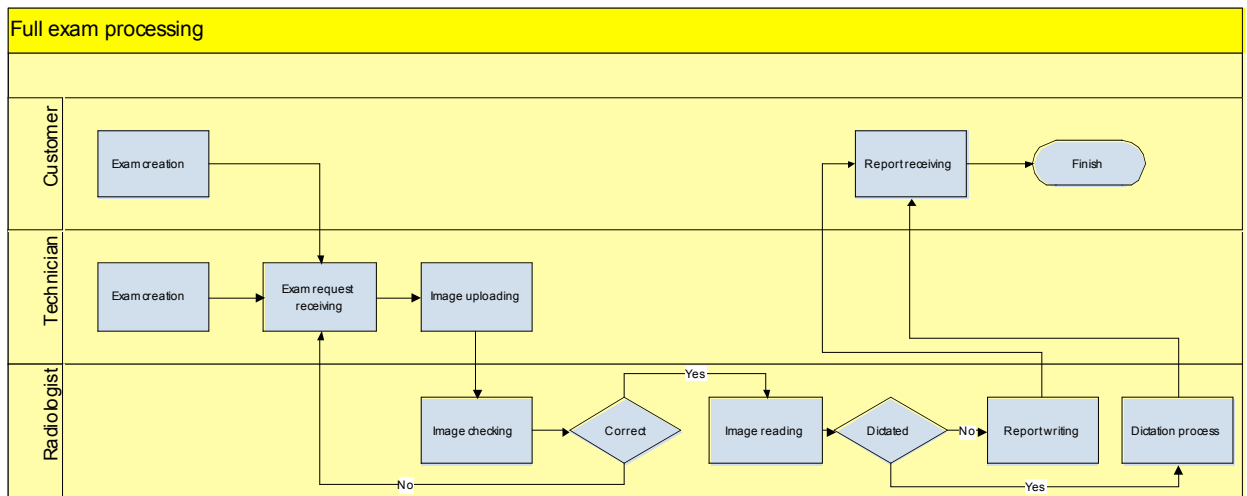 Full exam processing
Customer
Exam creation
Report receiving
Finish
Technician
Exam creation
Exam request
receiving
Image uploading
Radiologist
Yes
Image checking
Correct
Image reading
Dictated
No
Report writing
Dictation process
No
Yes